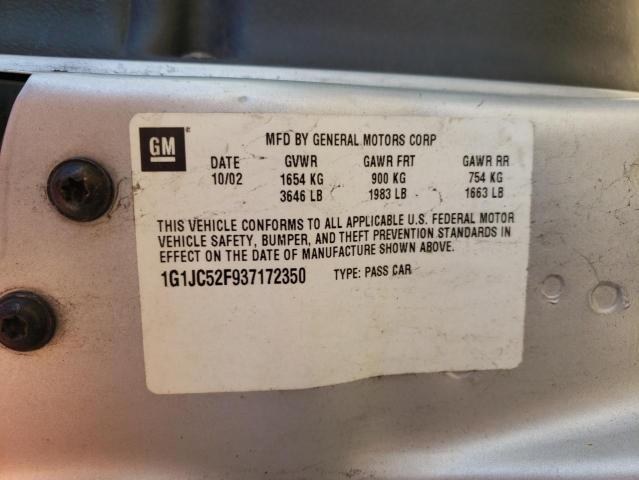 GM
MFD BY GENERAL MOTORS CORP
DATE GVWR GAWR FRT GAWR RR
10/02 1654 KG 900 KG 754 KG
3646 LB 1983 LB 1663 LB
THIS VEHICLE CONFORMS TO ALL APPLICABLE U.S. FEDERAL MOTOR
VEHICLE SAFETY, BUMPER, AND THEFT PREVENTION STANDARDS IN
EFFECT ON THE DATE OF MANUFACTURE SHOWN ABOVE.
1G1JC52F937172350 TYPE: PASS CAR